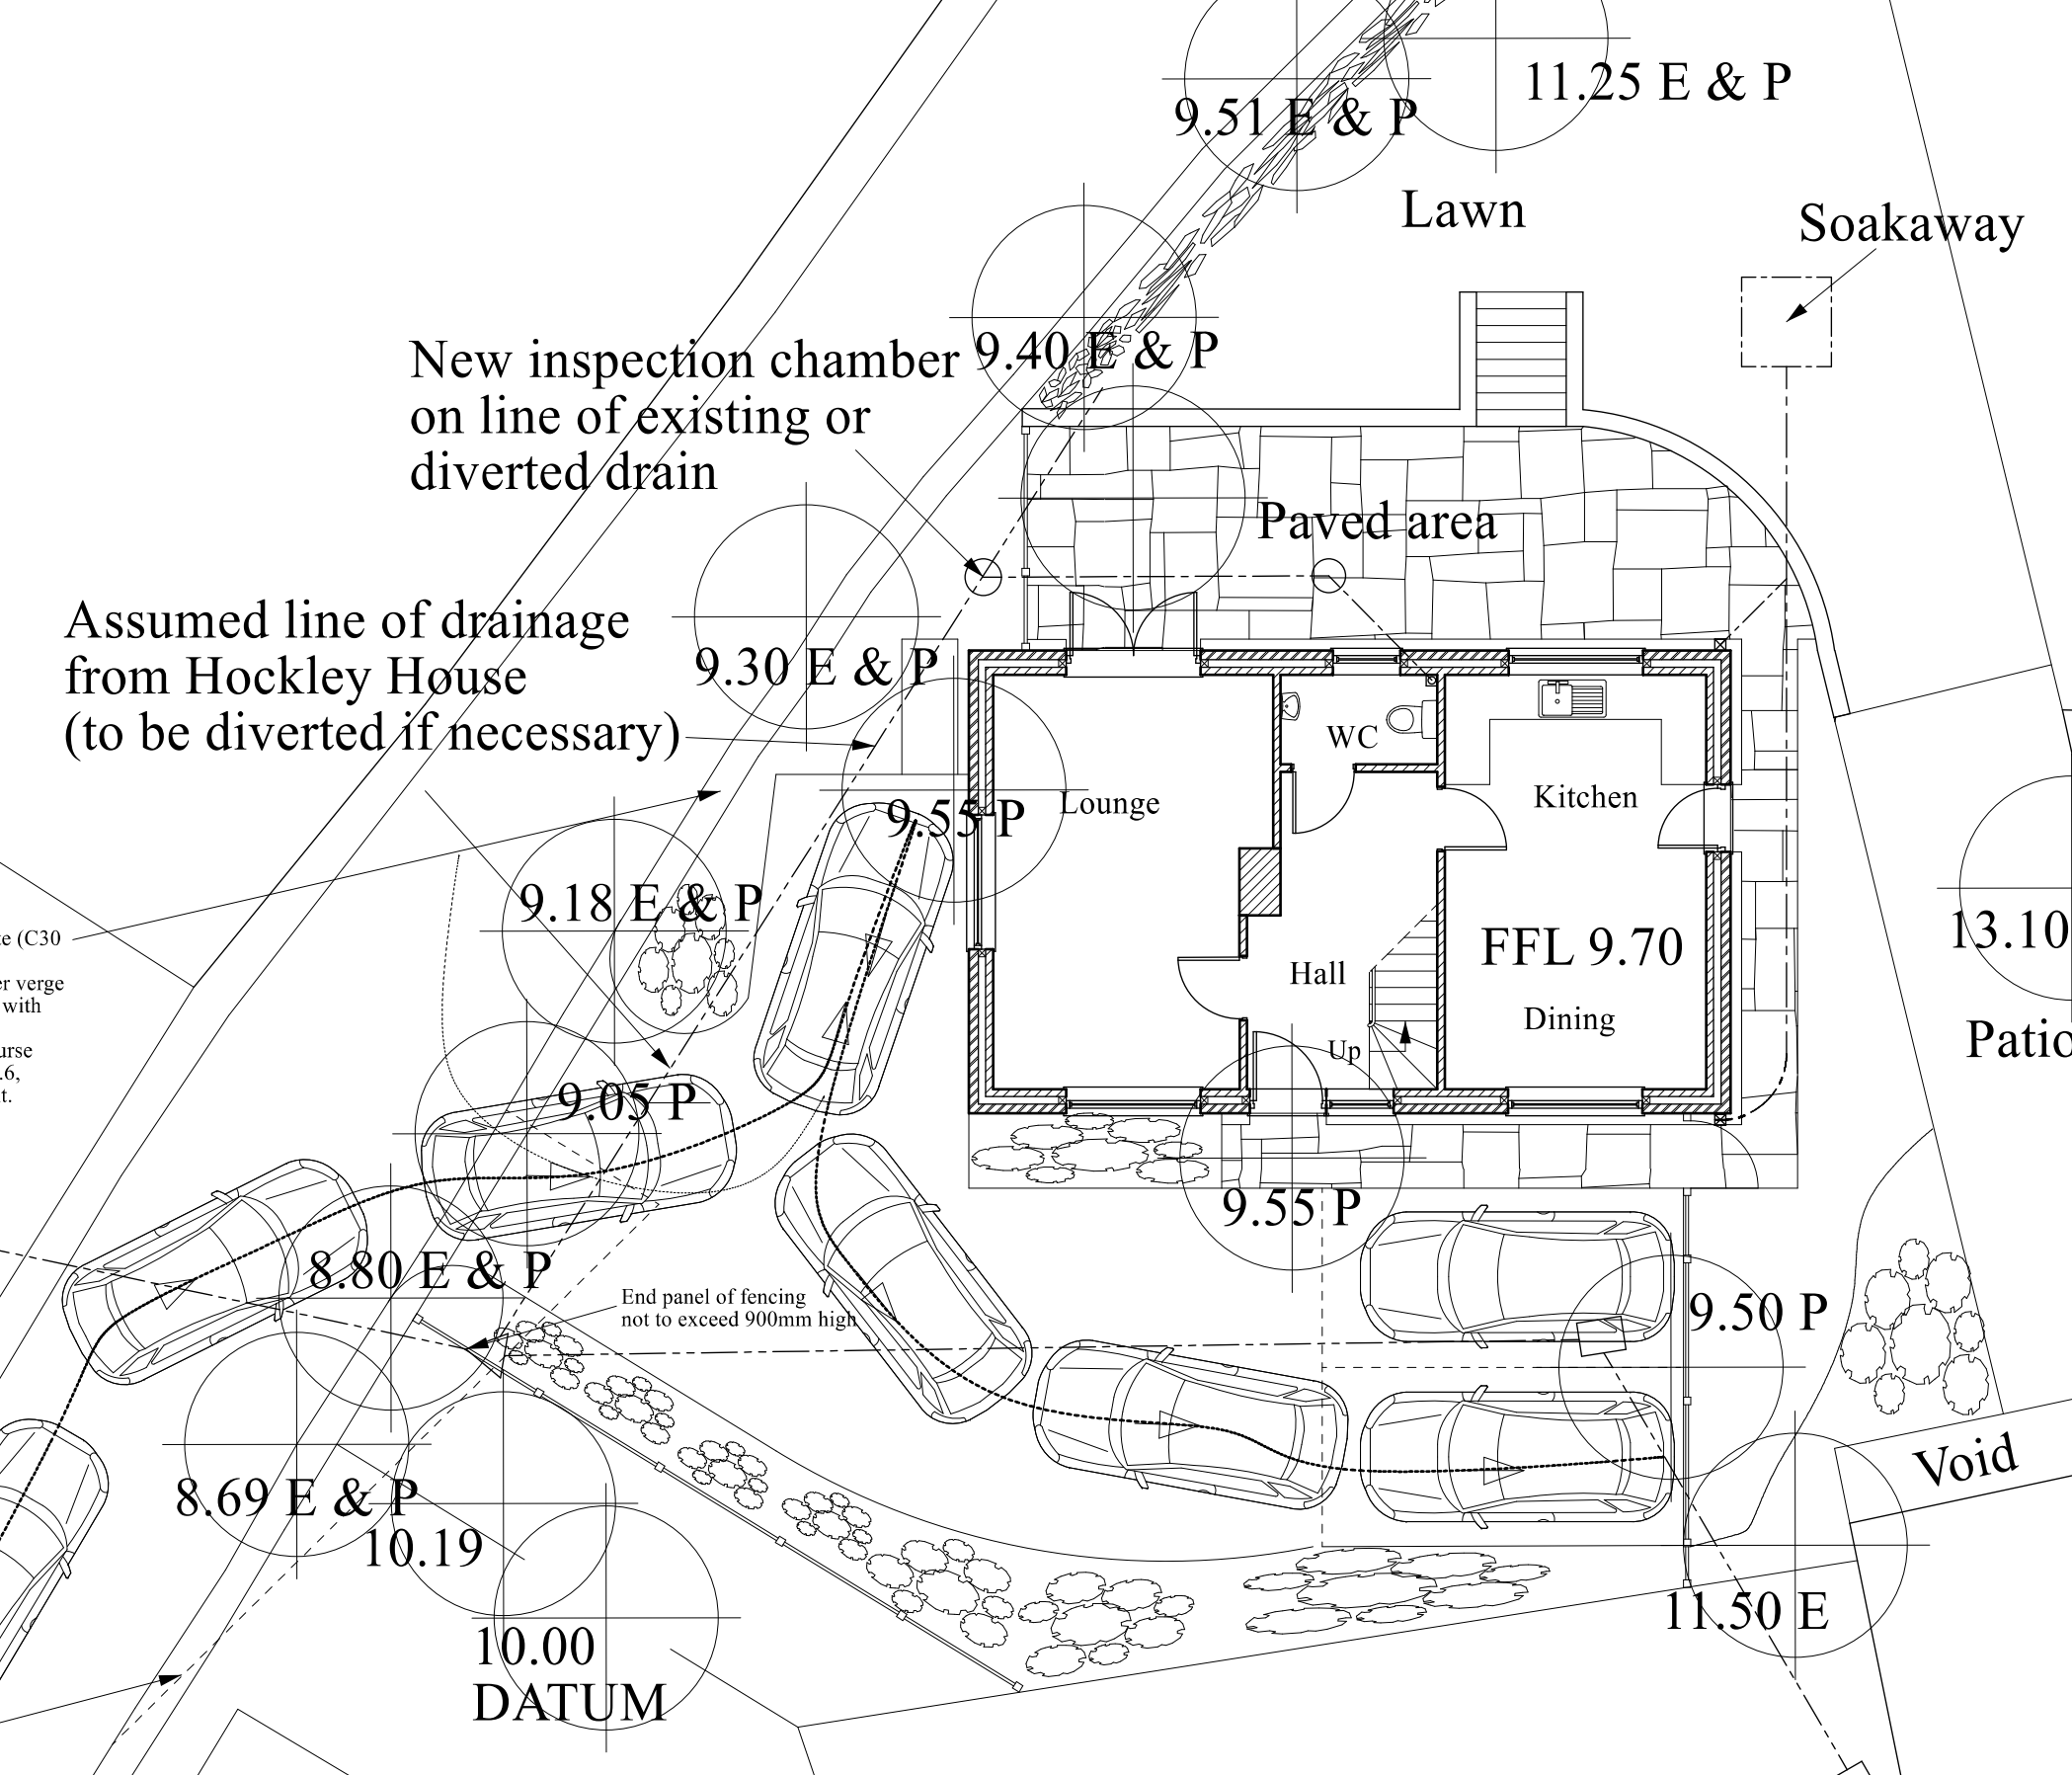 11.25 E & P
9.51 E & P
Lawn
Soakaway
New inspection chamber
on line of existing or
diverted drain
9.40 E & P
Paved area
Assumed line of drainage
from Hockley House
(to be diverted if necessary)
9.30 E & P
WC
Lounge
9.55 P
Kitchen
9.18 E & P
(C30
verge
with
FFL 9.70
13.10
Hall
Dining
Up
Patio
9.05 P
9.55 P
8.80 E & P
End panel of fencing
not to exceed 900mm high
9.50 P
Void
8.69 E & P
10.19
11.50 E
10.00
DATUM